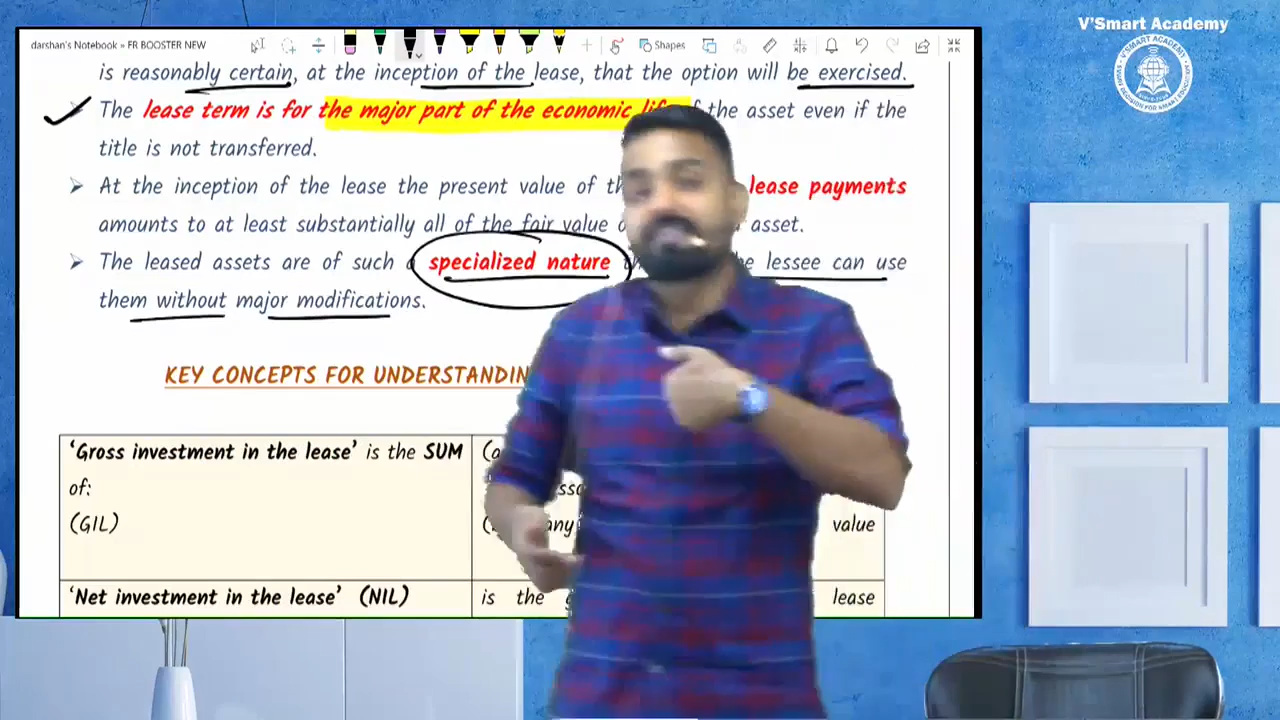 V'Smart Academy
darshan's Notebook » FR BOOSTER NEW
Shapes
is reasonably certain, at the inception of the lease, that the option will be exercised.
The lease term is for the major part of the economic the asset even if the
title is not transferred.
At the inception of the lease the present value of lease payments
amounts to at least substantially all of the fair value asset.
The leased assets are of such specialized nature lessee can use
them without major modifications.
KEY CONCEPTS FOR
'Gross investment in the lease' is the SUM
of:
(GIL) value
'Net investment in the lease' (NIL) is the lease